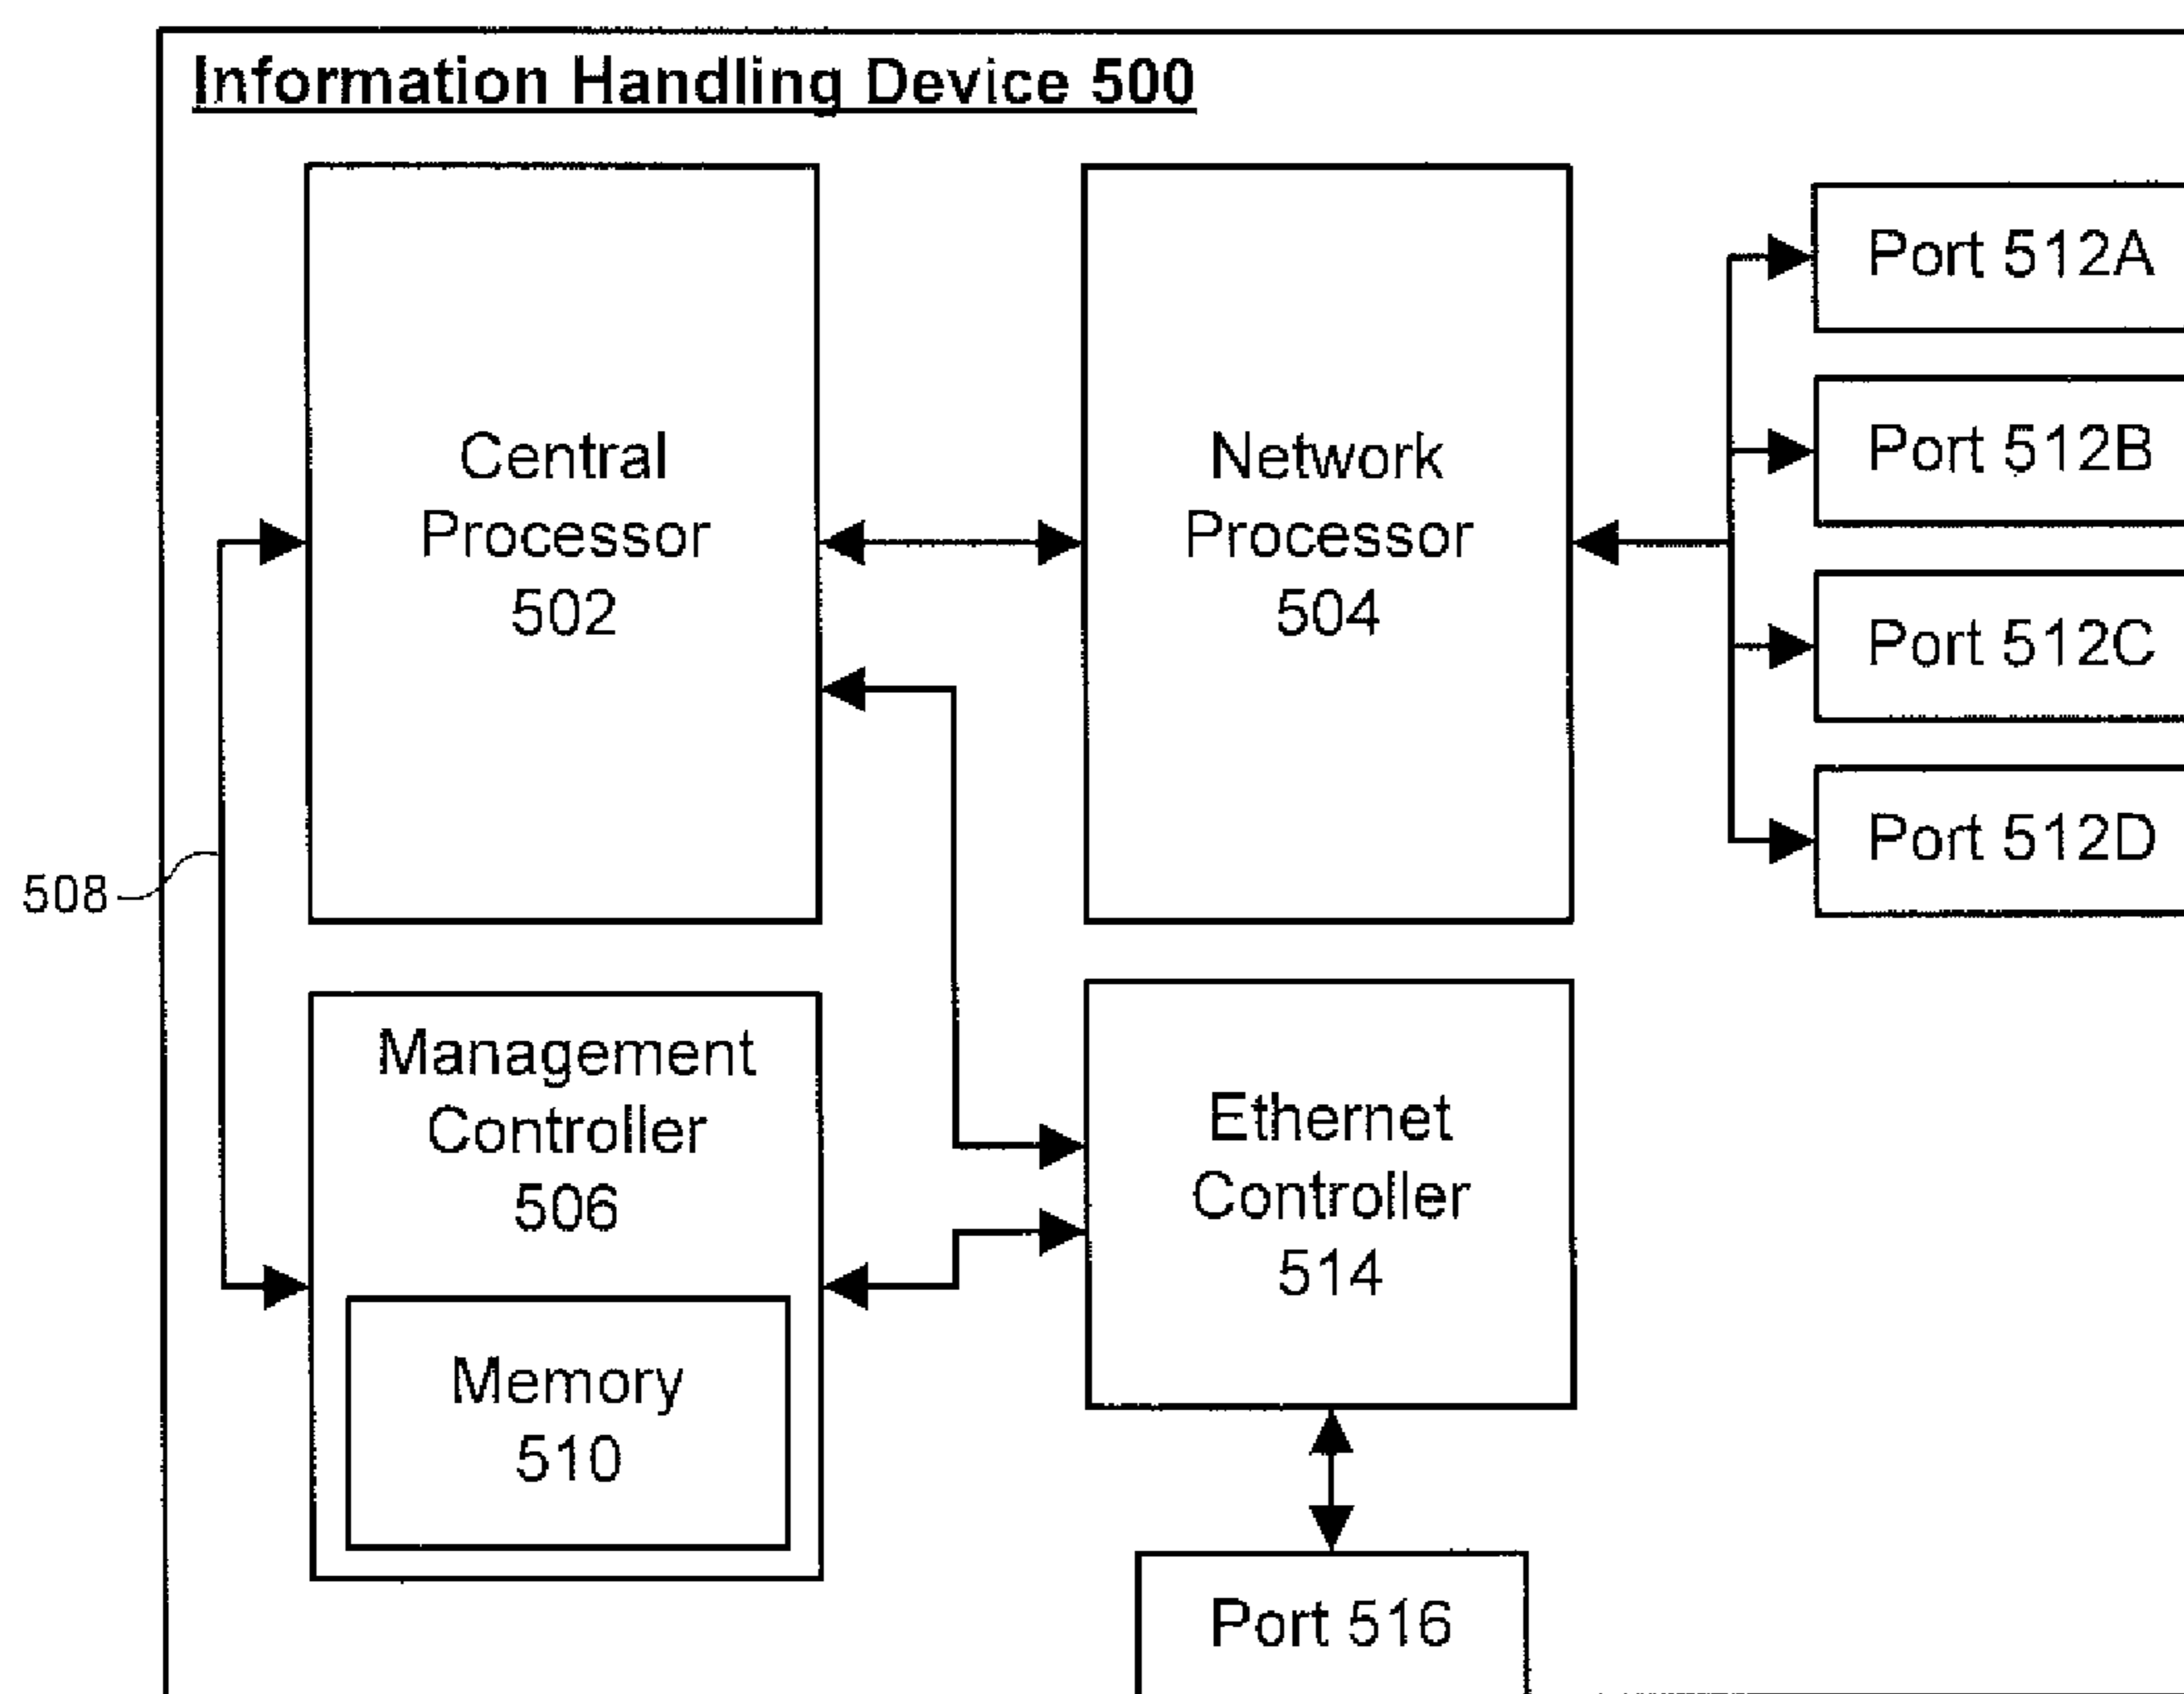 Information Handling Device 500
Central
Processor
502
Network
Processor
504
Port 512A
Port 512B
Port 512C
Port 512D
508
Management
Controller
506
Memory
510
Ethernet
Controller
514
Port 516